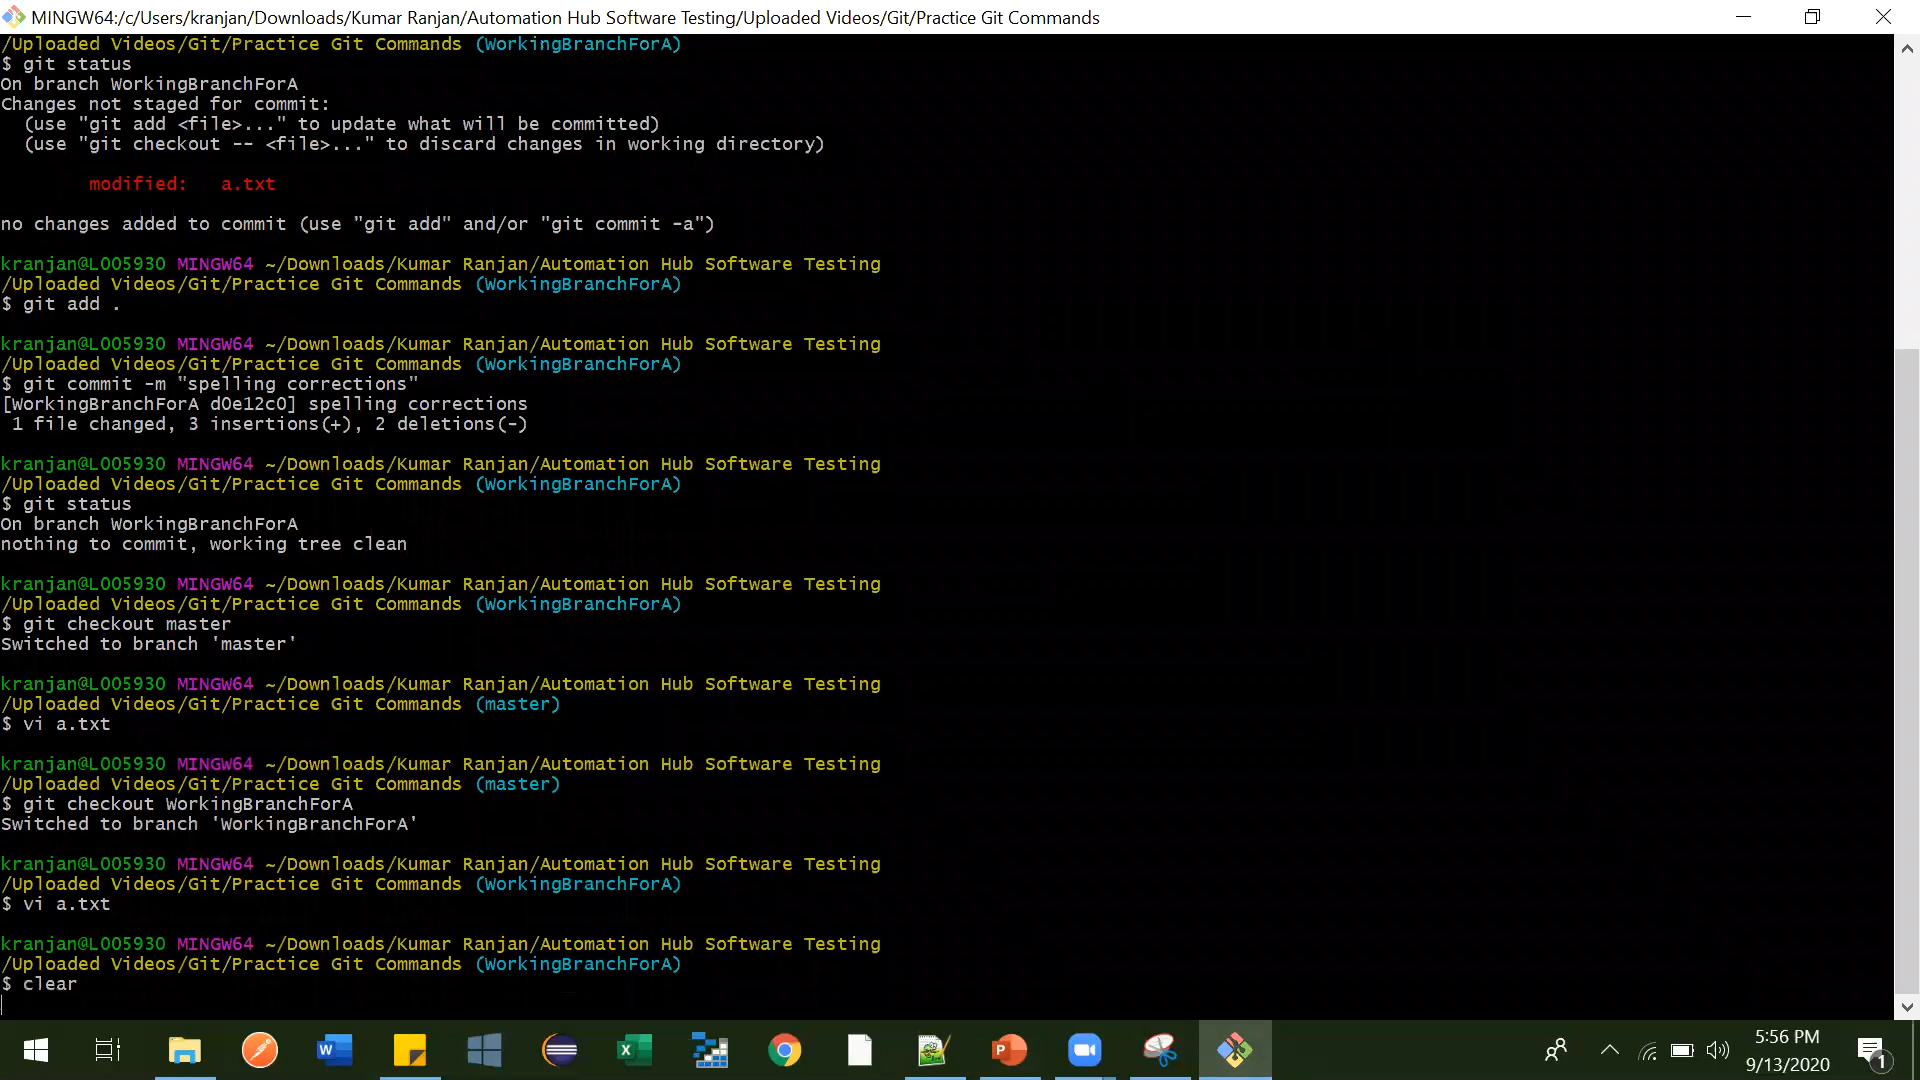 MINGW64:/c/Users/kranjan/Downloads/Kumar Ranjan/Automation Hub Software Testing/Uploaded Videos/Git/Practice Git Commands
/Uploaded Videos/Git/Practice Git Commands (WorkingBranchForA)
$ git status
On branch WorkingBranchForA
Changes not staged for commit:
  (use "git add <file>..." to update what will be committed)
  (use "git checkout -- <file>..." to discard changes in working directory)
        modified:   a.txt
no changes added to commit (use "git add" and/or "git commit -a")
kranjan@L005930 MINGW64 ~/Downloads/Kumar Ranjan/Automation Hub Software Testing
/Uploaded Videos/Git/Practice Git Commands (WorkingBranchForA)
$ git add .
kranjan@L005930 MINGW64 ~/Downloads/Kumar Ranjan/Automation Hub Software Testing
/Uploaded Videos/Git/Practice Git Commands (WorkingBranchForA)
$ git commit -m "spelling corrections"
[WorkingBranchForA d0e12c0] spelling corrections
 1 file changed, 3 insertions(+), 2 deletions(-)
kranjan@L005930 MINGW64 ~/Downloads/Kumar Ranjan/Automation Hub Software Testing
/Uploaded Videos/Git/Practice Git Commands (WorkingBranchForA)
$ git status
On branch WorkingBranchForA
nothing to commit, working tree clean
kranjan@L005930 MINGW64 ~/Downloads/Kumar Ranjan/Automation Hub Software Testing
/Uploaded Videos/Git/Practice Git Commands (WorkingBranchForA)
$ git checkout master
Switched to branch 'master'
kranjan@L005930 MINGW64 ~/Downloads/Kumar Ranjan/Automation Hub Software Testing
/Uploaded Videos/Git/Practice Git Commands (master)
$ vi a.txt
kranjan@L005930 MINGW64 ~/Downloads/Kumar Ranjan/Automation Hub Software Testing
/Uploaded Videos/Git/Practice Git Commands (master)
$ git checkout WorkingBranchForA
Switched to branch 'WorkingBranchForA'
kranjan@L005930 MINGW64 ~/Downloads/Kumar Ranjan/Automation Hub Software Testing
/Uploaded Videos/Git/Practice Git Commands (WorkingBranchForA)
$ vi a.txt
kranjan@L005930 MINGW64 ~/Downloads/Kumar Ranjan/Automation Hub Software Testing
/Uploaded Videos/Git/Practice Git Commands (WorkingBranchForA)
$ clear
5:56 PM
9/13/2020
1